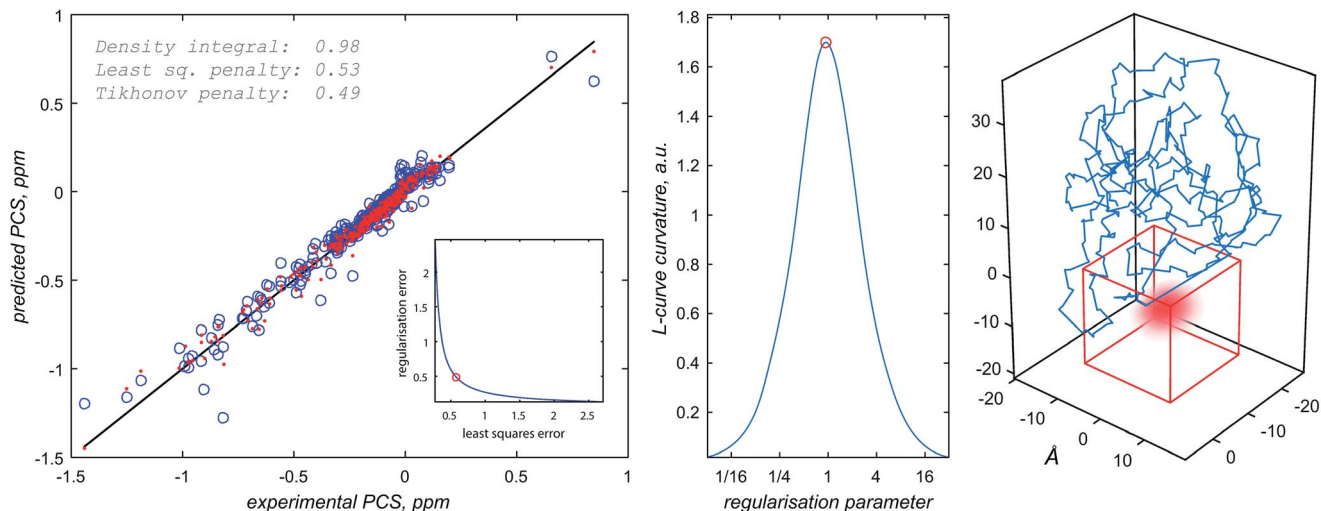 Density integral: 0.98
Least sq. penalty: 0.53
Tikhonov penalty: 0.49
1
0.5
0
-0.5
-1
-1.5
predicted PCS, ppm
-1.5 -1 -0.5 0 0.5 1
experimental PCS, ppm
2
1.5
1
0.5
regularisation error
0.5 1 1.5 2 2.5
least squares error
1.8
1.6
1.4
1.2
1
0.8
0.6
0.4
0.2
L-curve curvature, a.u.
1/16 1/4 1 4 16
regularisation parameter
30
20
10
0
-10
-20
-20 -10 0 10
0 -10 -20
Å